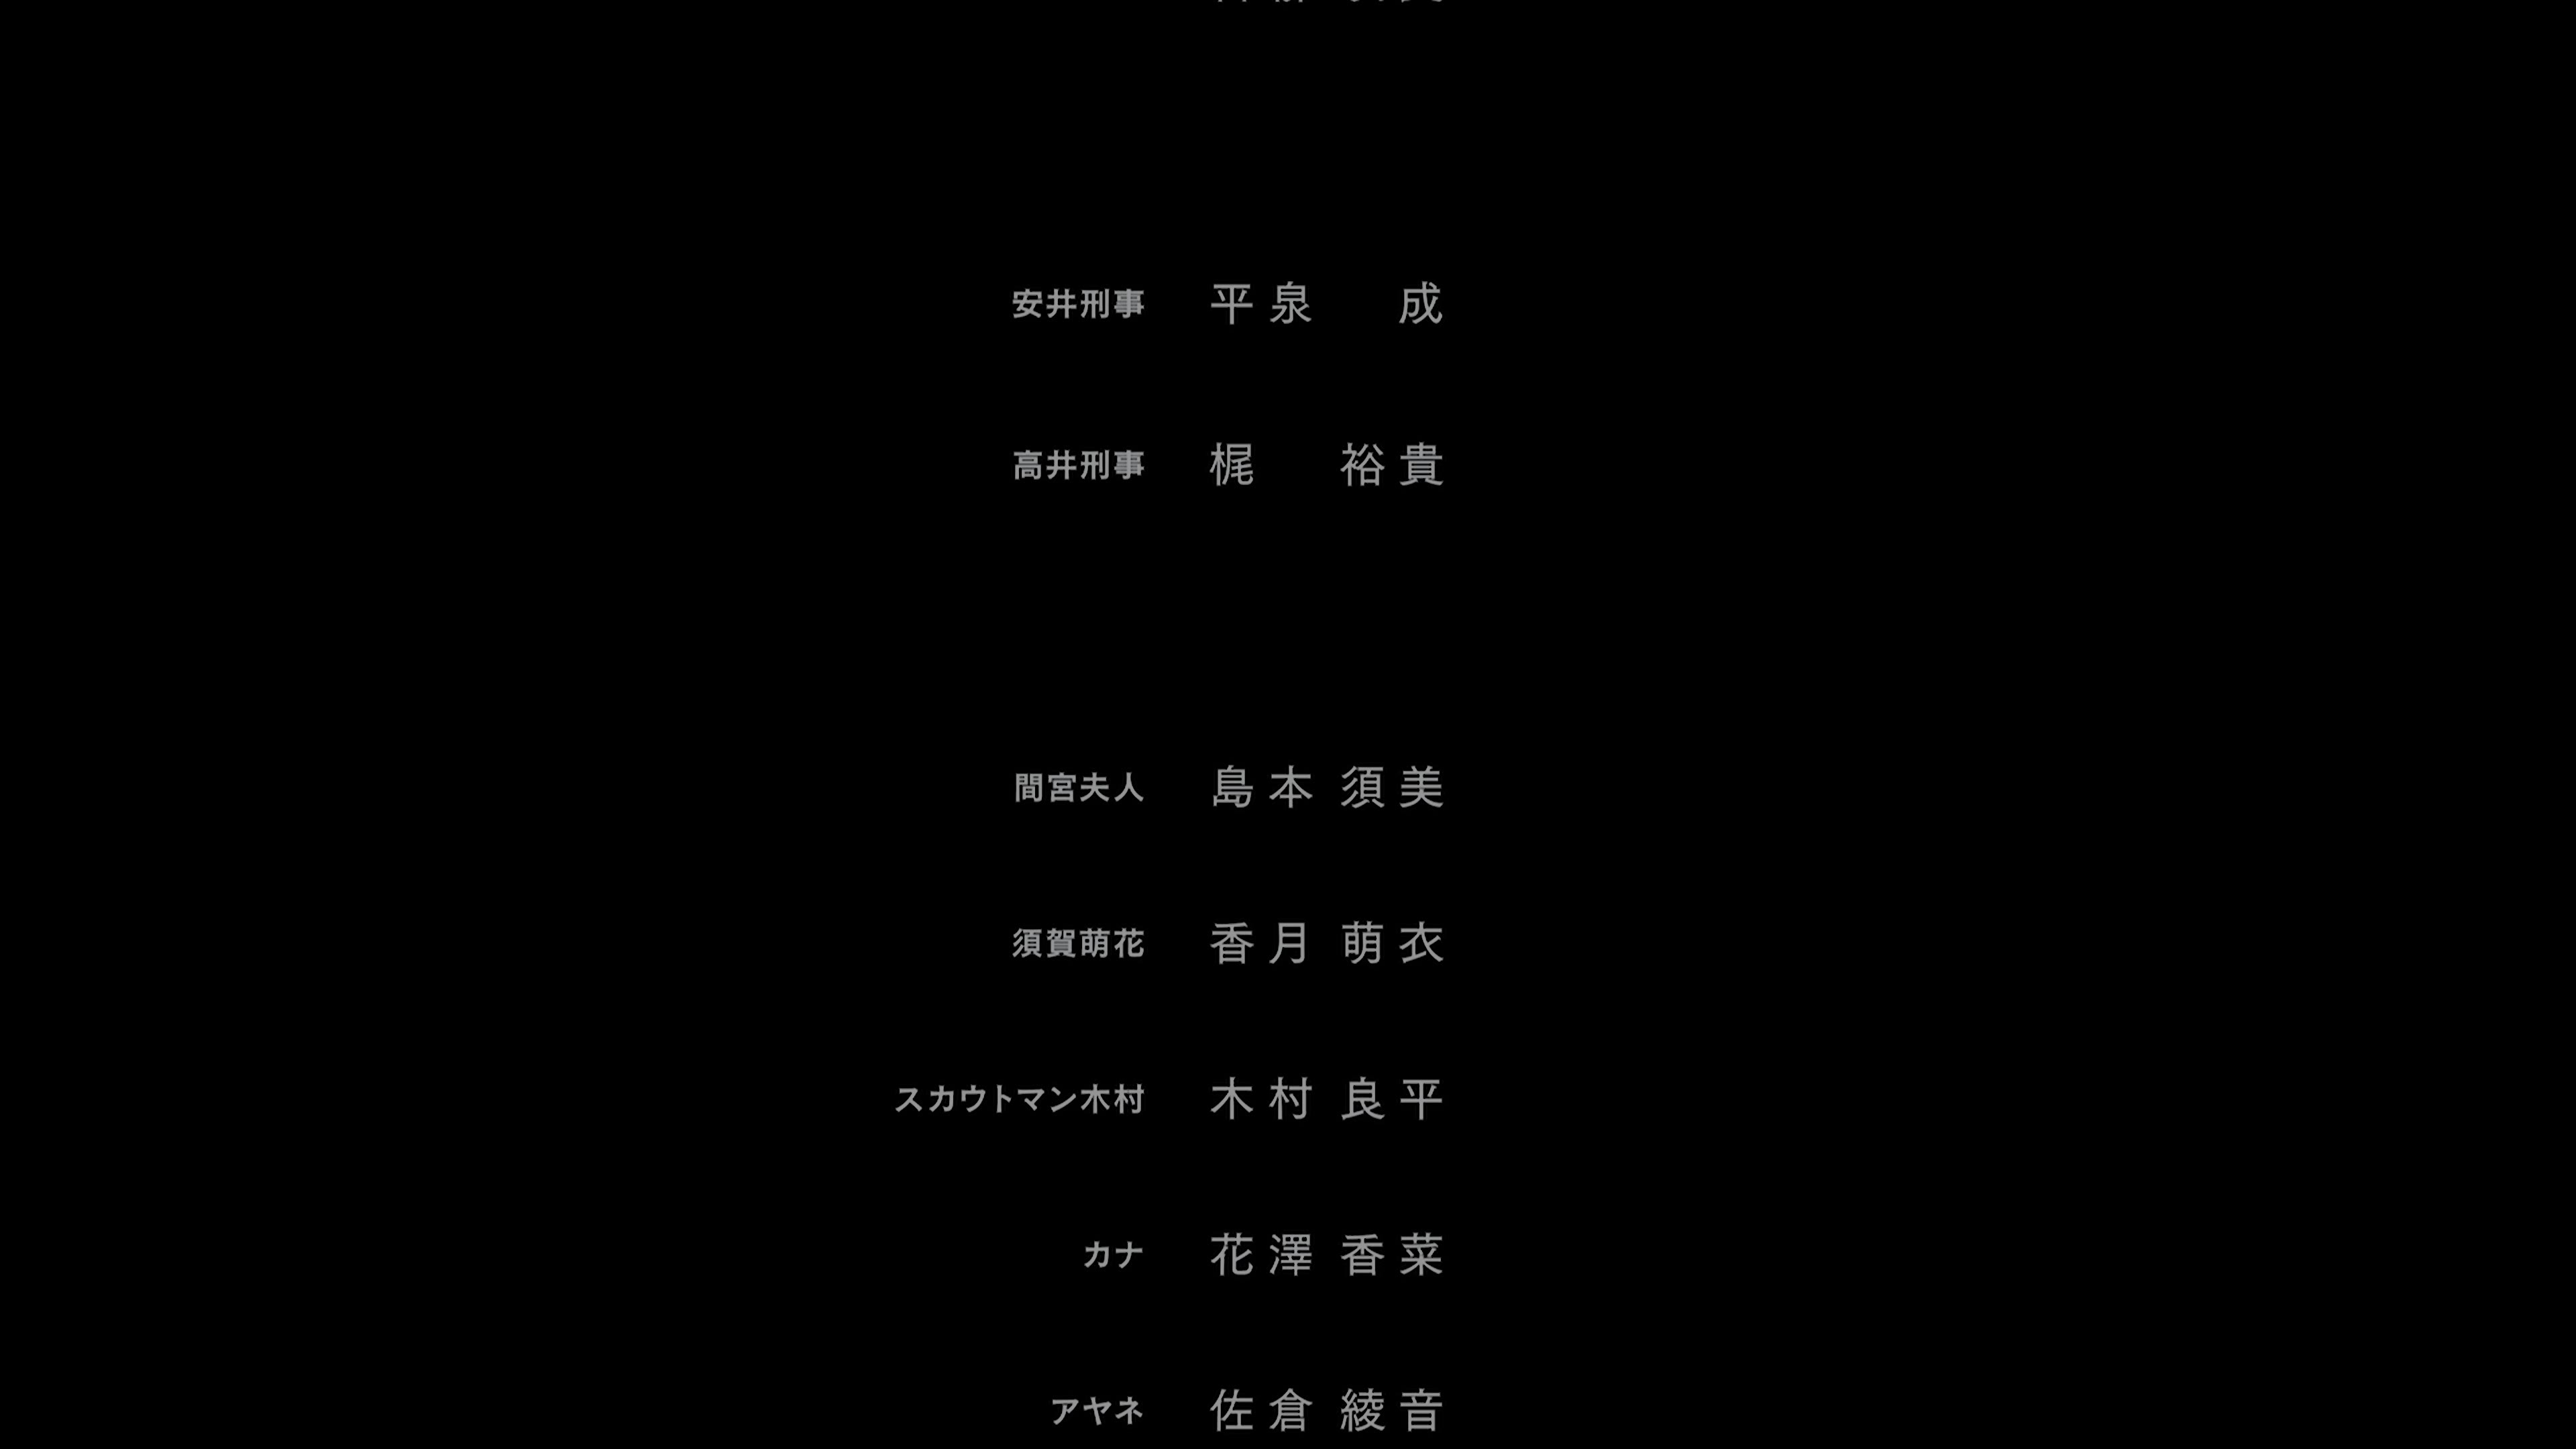 安井刑事 平泉 成
高井刑事 梶 裕貴
間宮夫人 島本 須美
須賀萌花 香月 萌衣
スカウトマン木村 木村 良平
カナ 花澤 香菜
アヤネ 佐倉 綾音